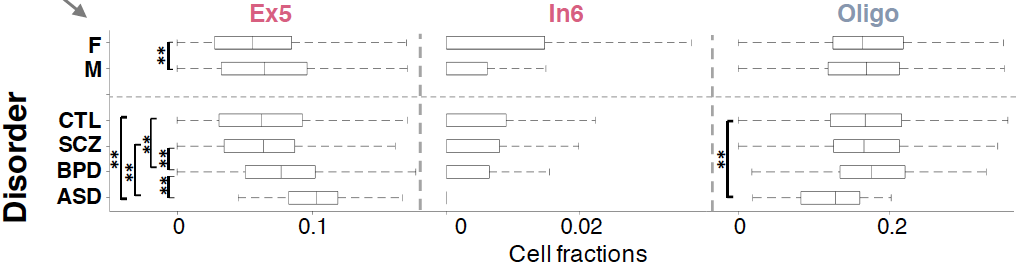 Ex5 In6 Oligo
F
**
M
CTL
SCZ
BPD
ASD
** ** ** ** ** **
Disorder
0 0.1 0 0.02 0 0.2
Cell fractions